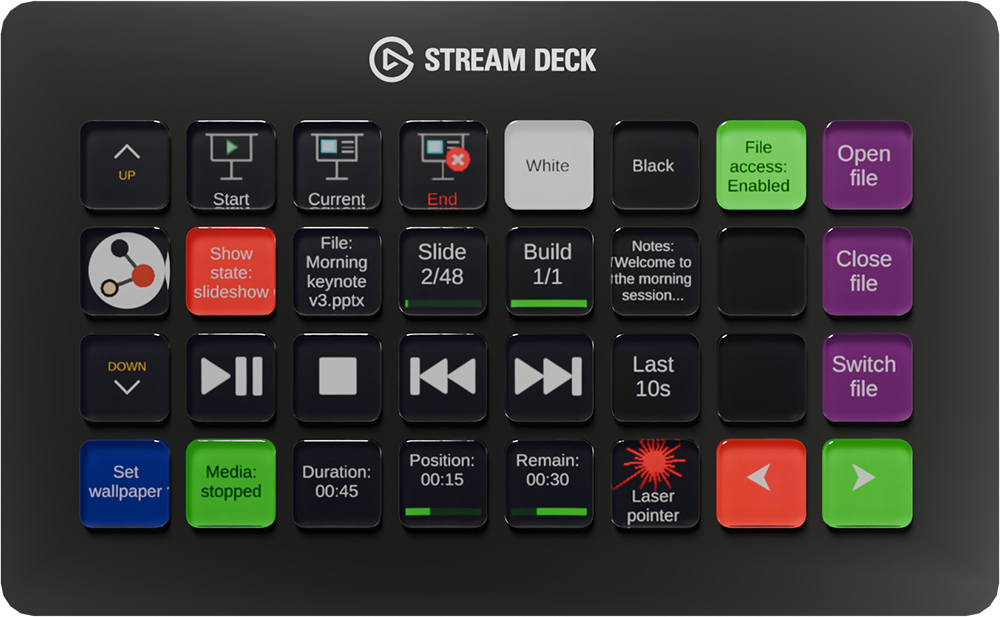 STREAM DECK
UP
Start
Current
End
White
Black
File
access:
Enabled
Open
file
Show
state:
slideshow
File:
Morning
keynote
v3.pptx
Slide
2/48
Build
1/1
Notes:
Welcome to
the morning
session...
Close
file
DOWN
Last
10s
Switch
file
Set
wallpaper
Media:
stopped
Duration:
00:45
Position:
00:15
Remain:
00:30
Laser
pointer